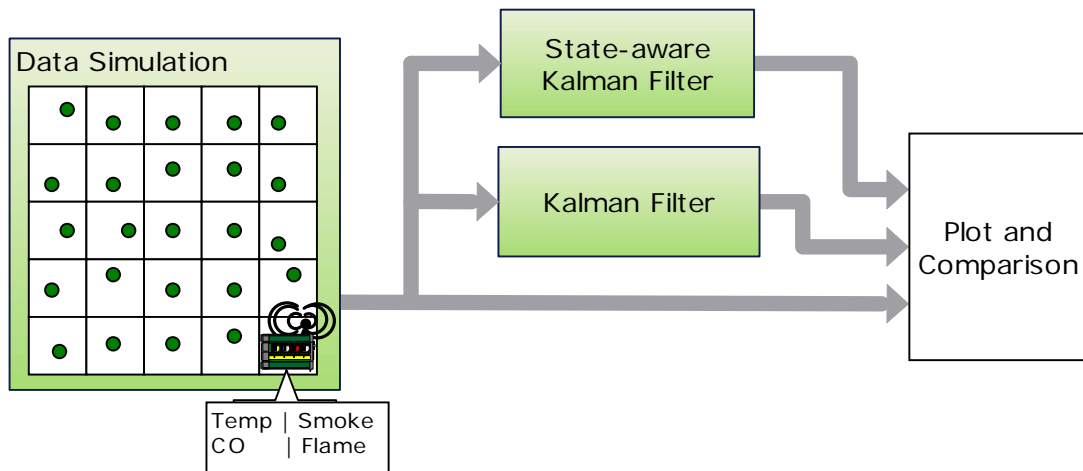 Data Simulation
State-aware
Kalman Filter
Kalman Filter
Plot and
Comparison
Temp | Smoke
CO | Flame